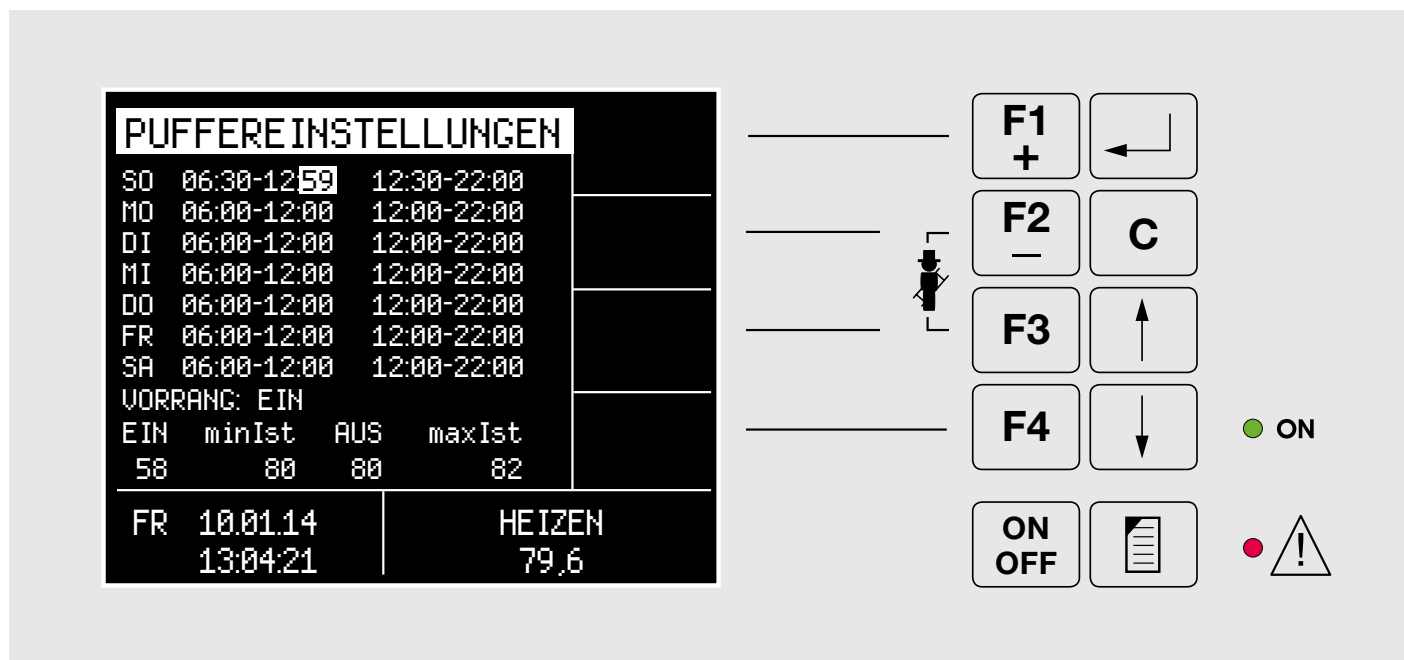 PUFFEREINSTELLUNGEN
SO 06:30-12:59 12:30-22:00
MO 06:00-12:00 12:00-22:00
DI 06:00-12:00 12:00-22:00
MI 06:00-12:00 12:00-22:00
DO 06:00-12:00 12:00-22:00
FR 06:00-12:00 12:00-22:00
SA 06:00-12:00 12:00-22:00
VORRANG: EIN
EIN minIst AUS maxIst
58 80 80 82
FR 10.01.14 HEIZEN
13:04:21 79,6
F1
+
F2
—
C
F3
F4
ON
ON
OFF
!